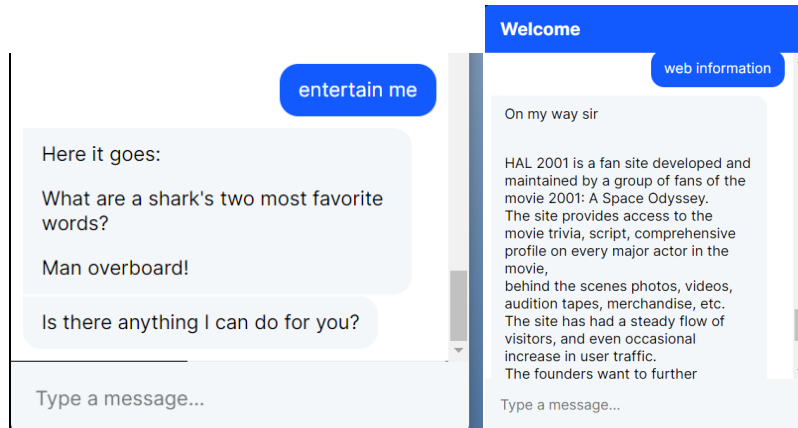 entertain me
Here it goes:
What are a shark's two most favorite
words?
Man overboard!
Is there anything I can do for you?
Type a message...
Welcome
web information
On my way sir
HAL 2001 is a fan site developed and
maintained by a group of fans of the
movie 2001: A Space Odyssey.
The site provides access to the
movie trivia, script, comprehensive
profile on every major actor in the
movie,
behind the scenes photos, videos,
audition tapes, merchandise, etc.
The site has had a steady flow of
visitors, and even occasional
increase in user traffic.
The founders want to further
Type a message...